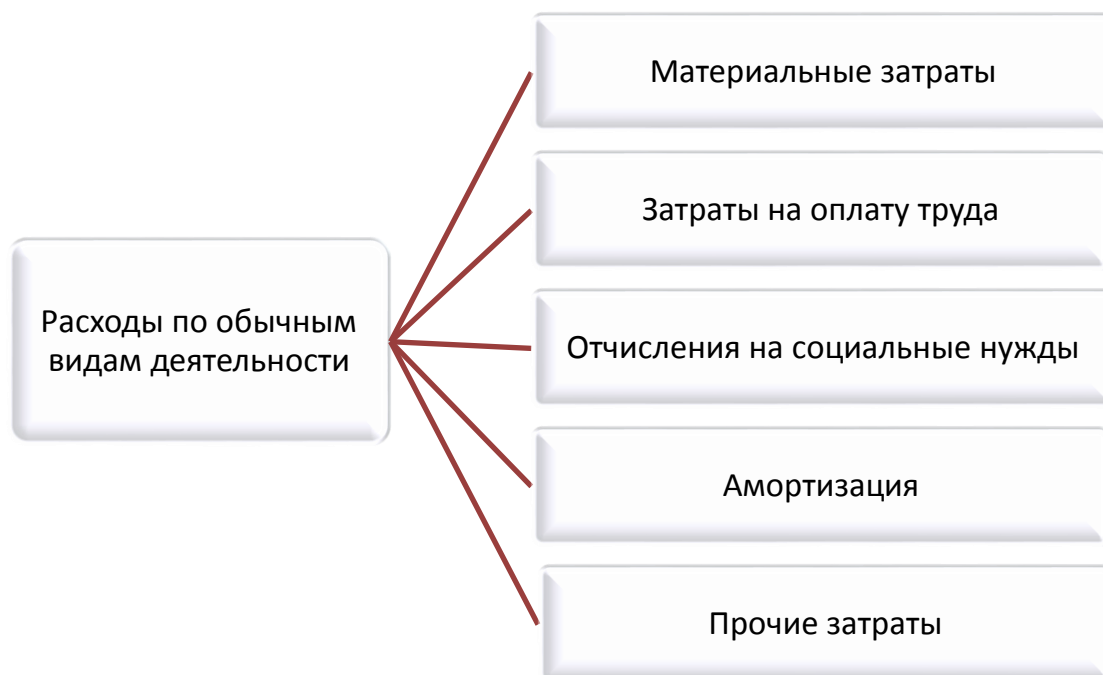 Расходы по обычным
видам деятельности
Материальные затраты
Затраты на оплату труда
Отчисления на социальные нужды
Амортизация
Прочие затраты